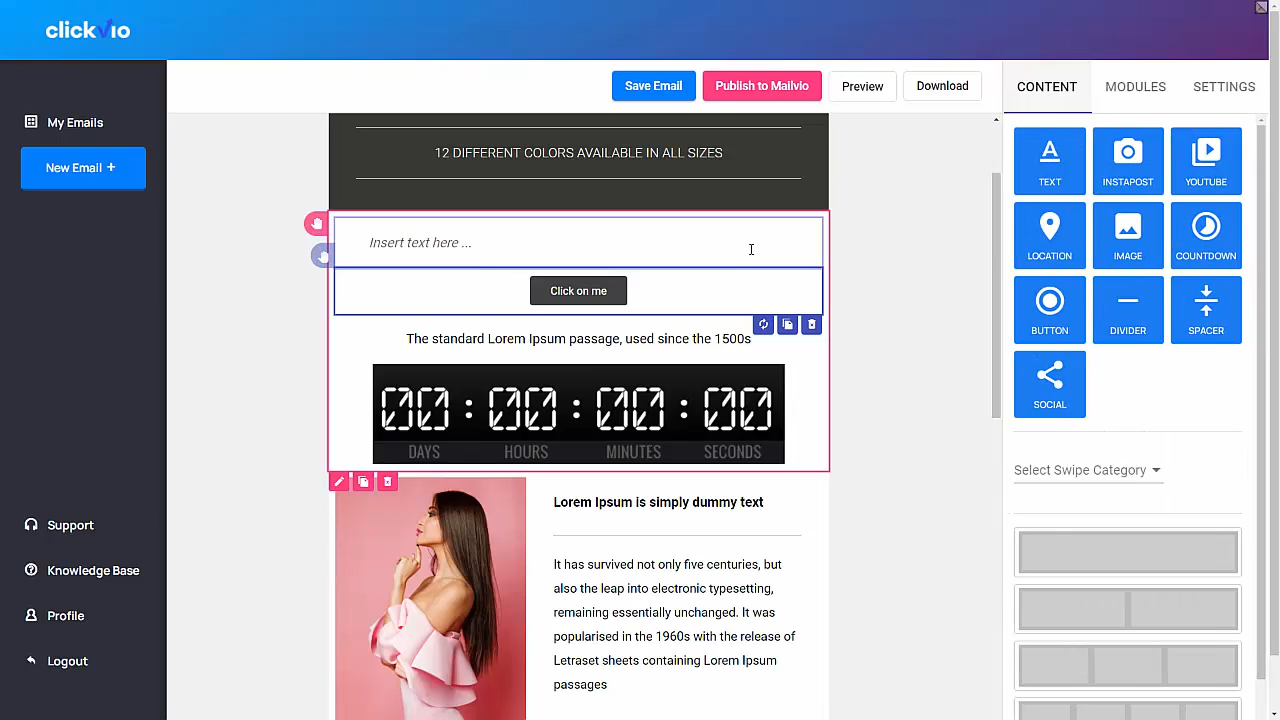 clickvio
Save Email
Publish to Mailvio
Preview
Download
CONTENT
MODULES
SETTINGS
My Emails
New Email +
Support
Knowledge Base
Profile
Logout
12 DIFFERENT COLORS AVAILABLE IN ALL SIZES
Insert text here ...
Click on me
The standard Lorem Ipsum passage, used since the 1500s
00 : 00 : 00 : 00
DAYS HOURS MINUTES SECONDS
Lorem Ipsum is simply dummy text
It has survived not only five centuries, but
also the leap into electronic typesetting,
remaining essentially unchanged. It was
popularised in the 1960s with the release of
Letraset sheets containing Lorem Ipsum
passages
TEXT
INSTAPOST
YOUTUBE
LOCATION
IMAGE
COUNTDOWN
BUTTON
DIVIDER
SPACER
SOCIAL
Select Swipe Category